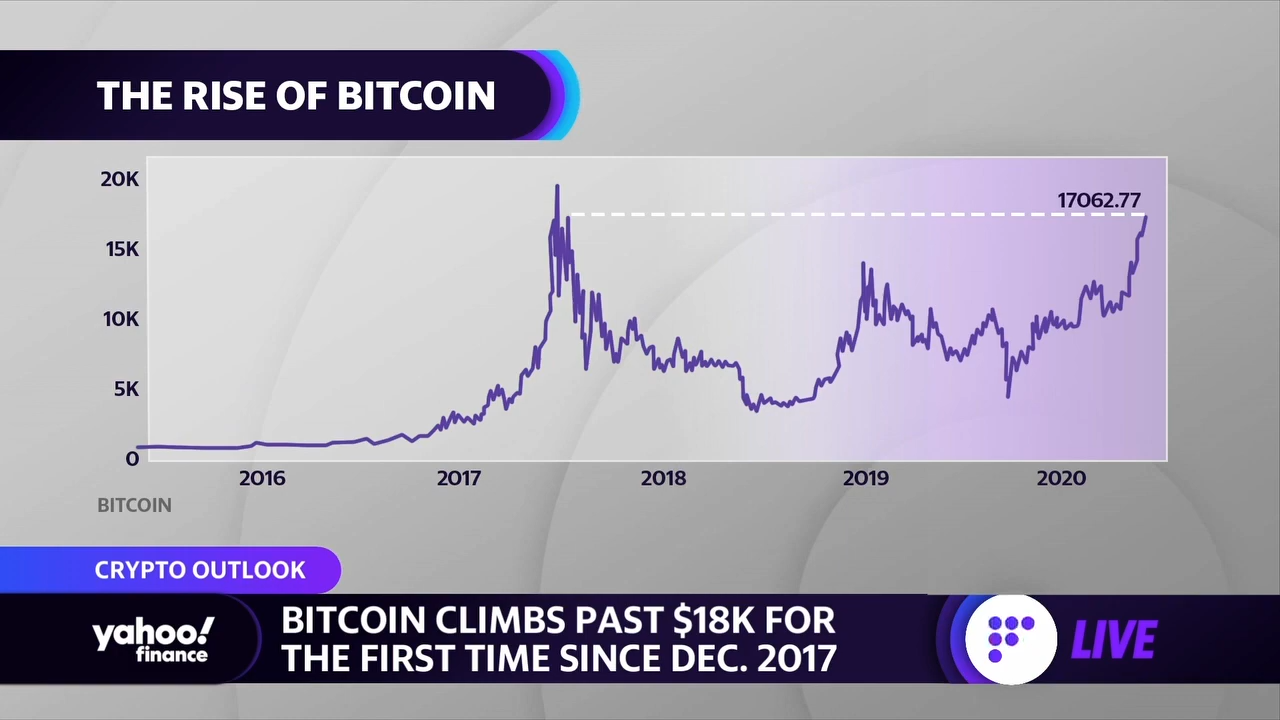 THE RISE OF BITCOIN
20K
17062.77
15K
10K
5K
0
2016 2017 2018 2019 2020
BITCOIN
CRYPTO OUTLOOK
yahoo!
finance
BITCOIN CLIMBS PAST $18K FOR
THE FIRST TIME SINCE DEC. 2017
LIVE